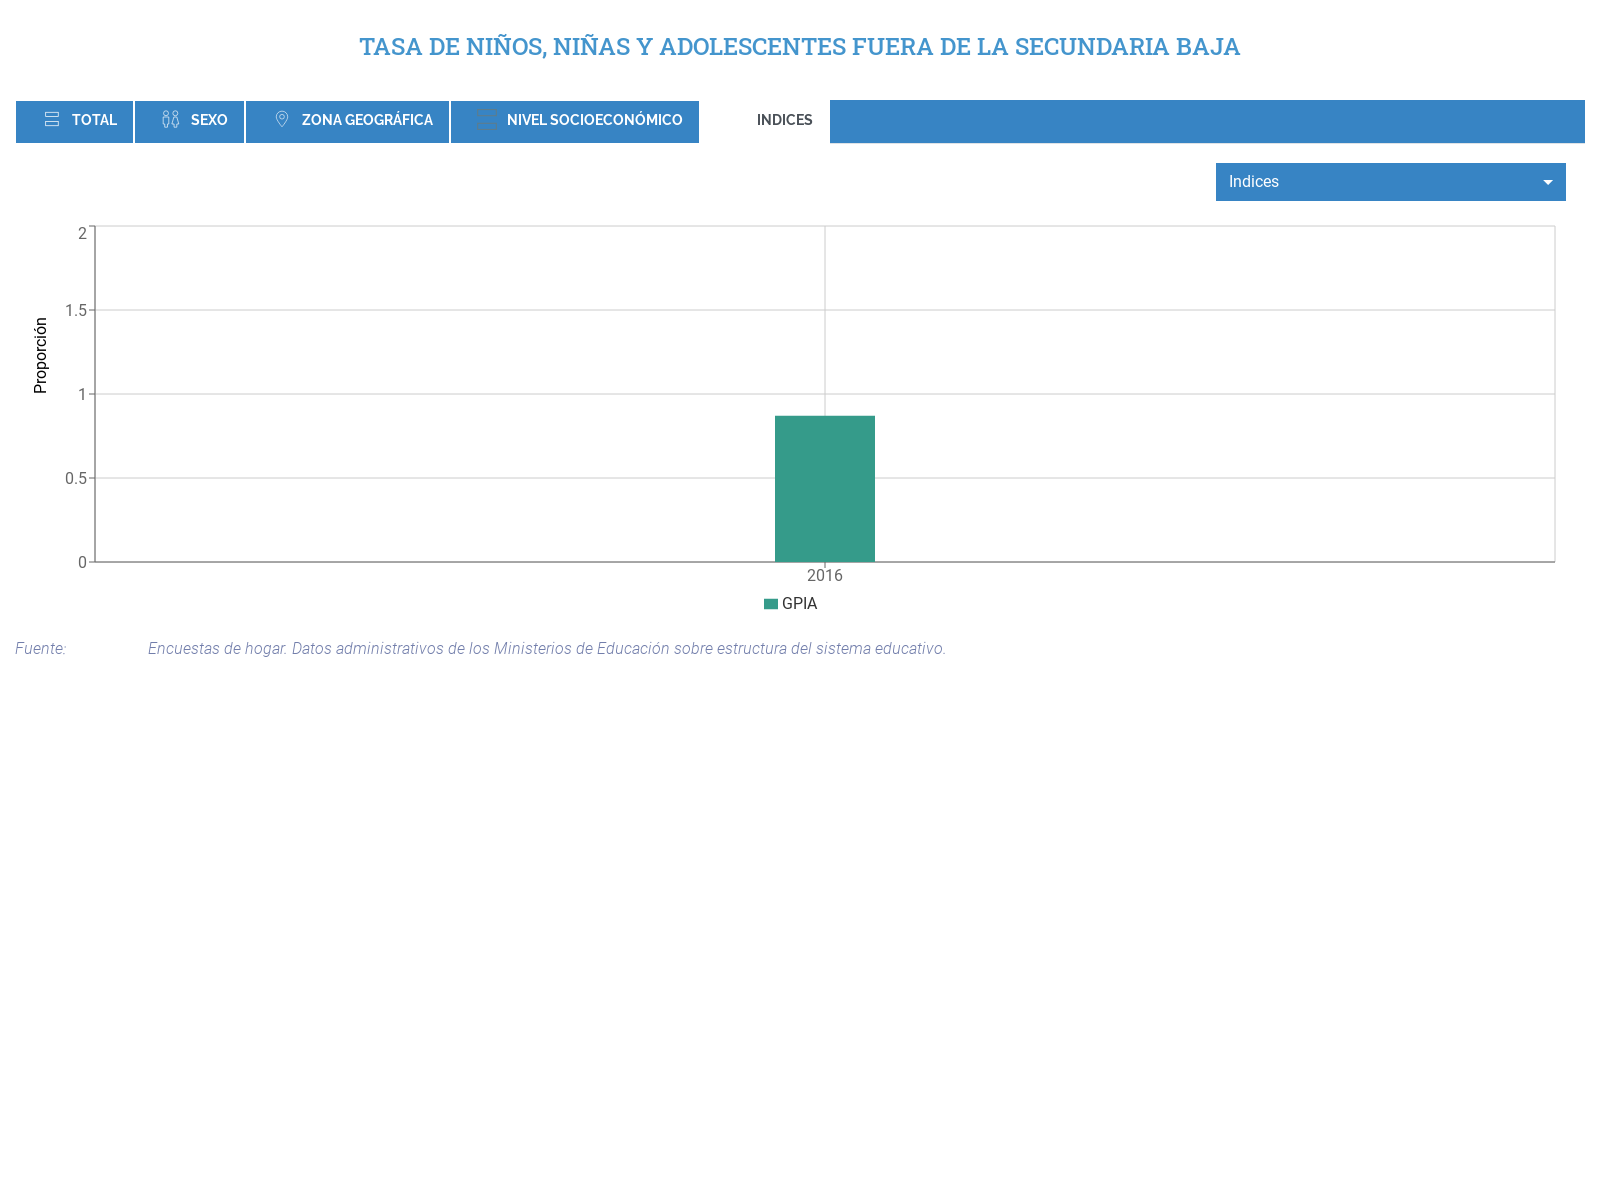 TASA DE NIÑOS, NIÑAS Y ADOLESCENTES FUERA DE LA SECUNDARIA BAJA
TOTAL SEXO ZONA GEOGRÁFICA NIVEL SOCIOECONÓMICO INDICES
Indices
2
1.5
Proporción
1
0.5
0
2016
GPIA
Fuente: Encuestas de hogar. Datos administrativos de los Ministerios de Educación sobre estructura del sistema educativo.